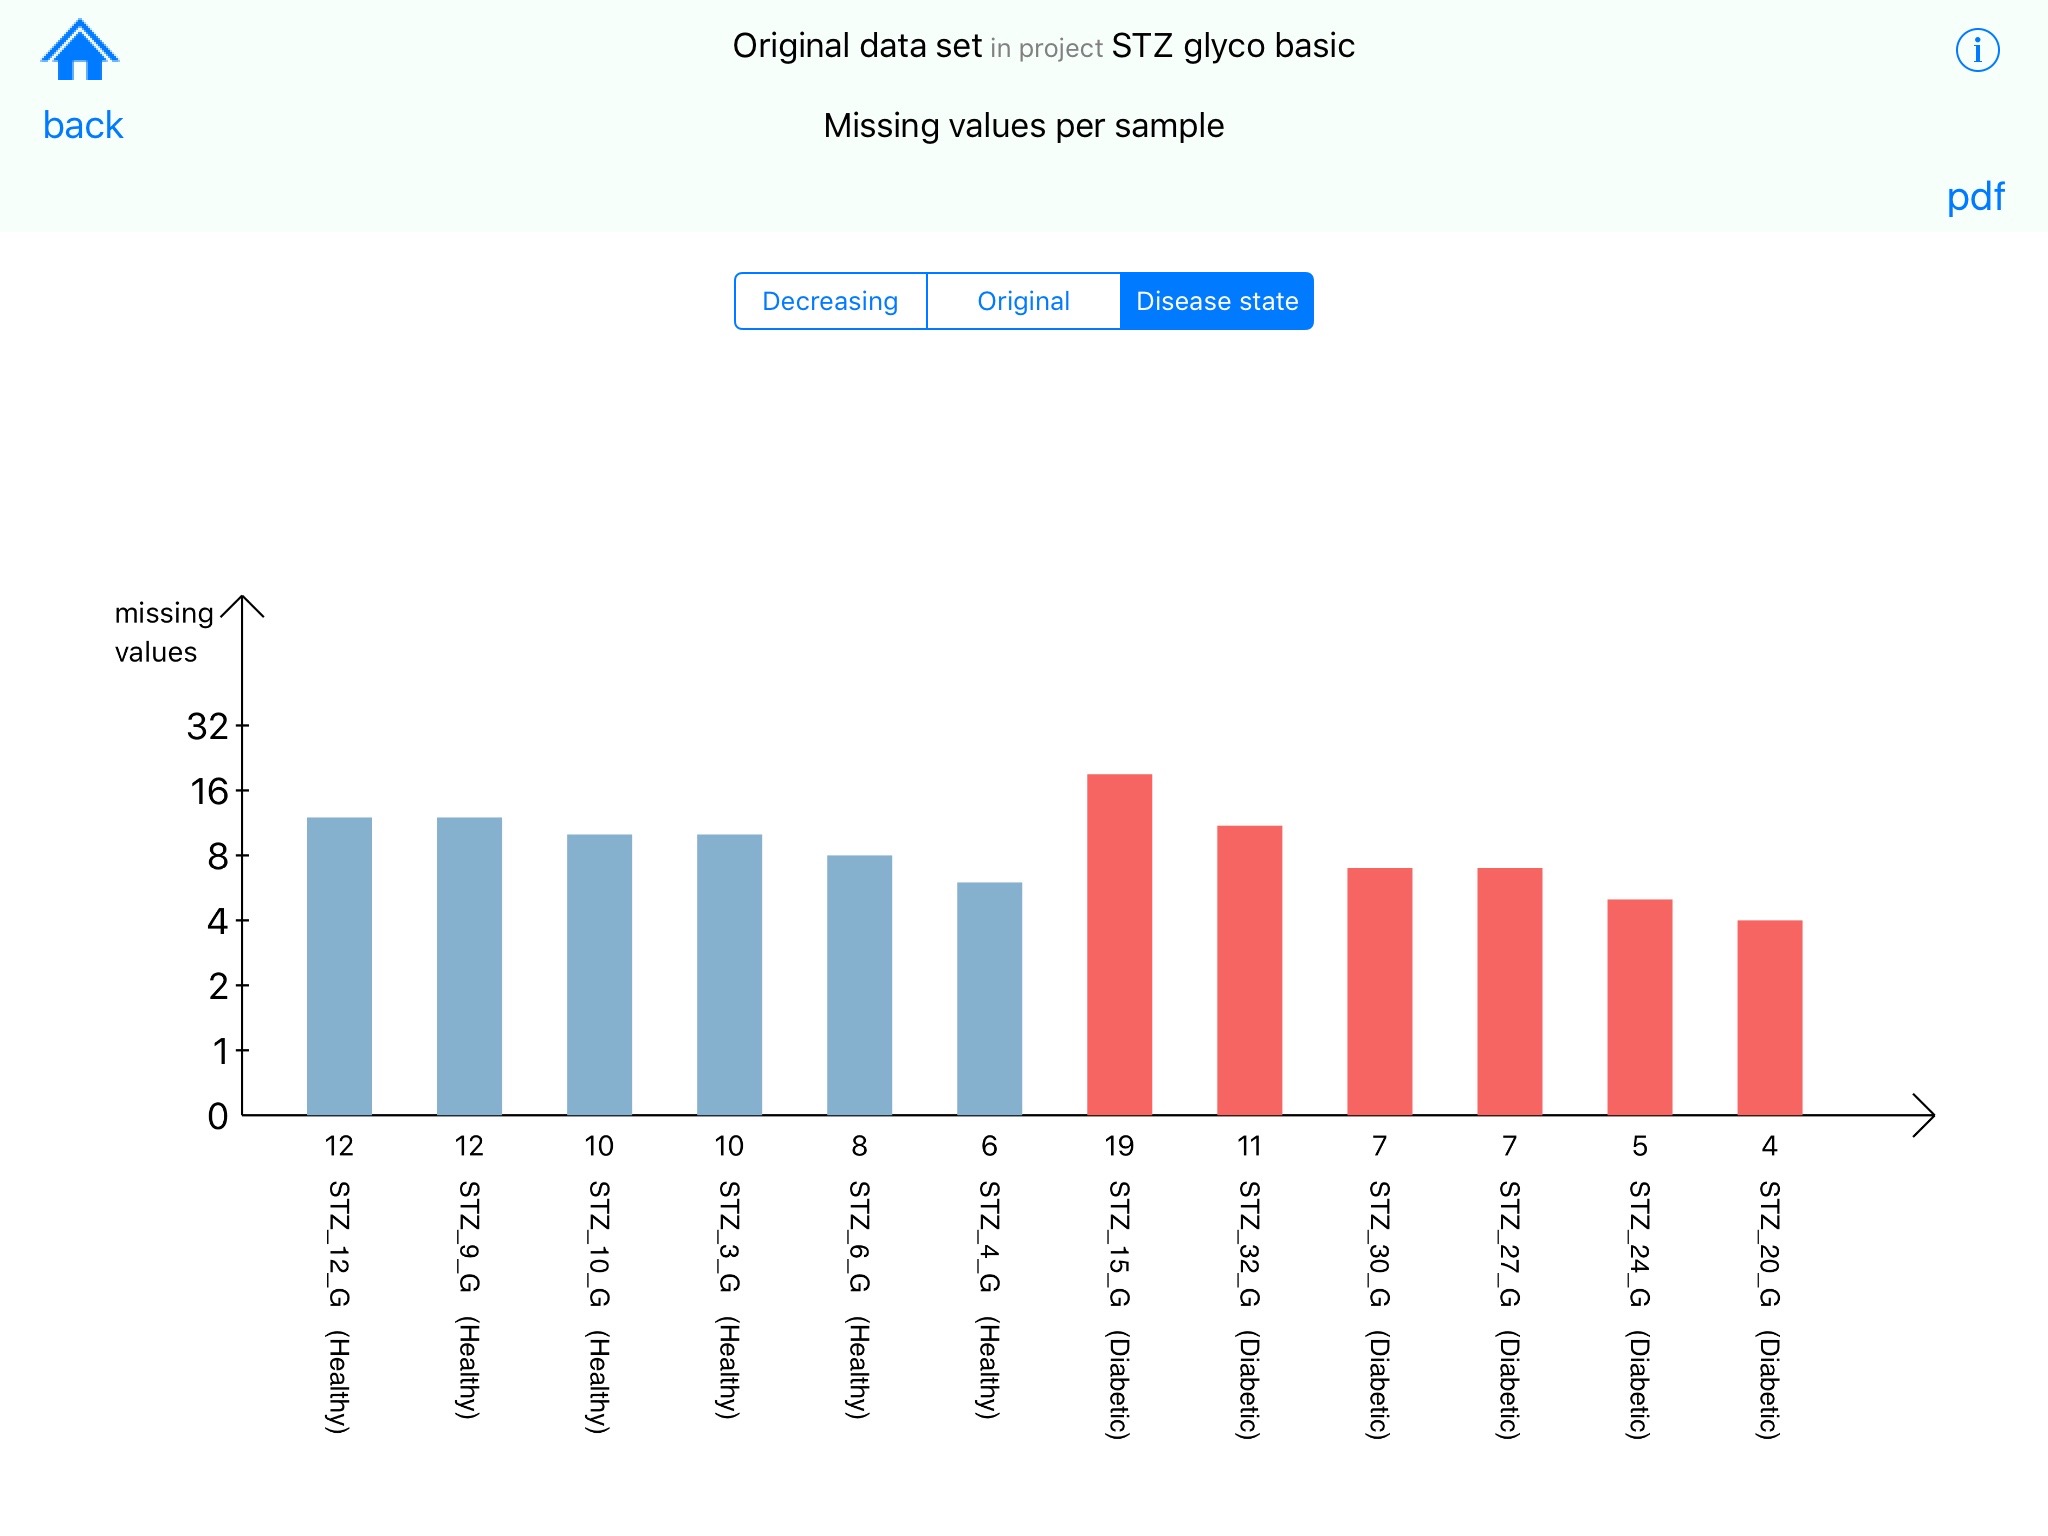 Original data set in project STZ glyco basic
i
back
Missing values per sample
pdf
Decreasing
Original
Disease state
missing
values
32
16
8
4
2
1
0
12
12
10
10
8
6
19
11
7
7
5
4
STZ_12_G (Healthy)
STZ_9_G (Healthy)
STZ_10_G (Healthy)
STZ_3_G (Healthy)
STZ_6_G (Healthy)
STZ_4_G (Healthy)
STZ_15_G (Diabetic)
STZ_32_G (Diabetic)
STZ_30_G (Diabetic)
STZ_27_G (Diabetic)
STZ_24_G (Diabetic)
STZ_20_G (Diabetic)